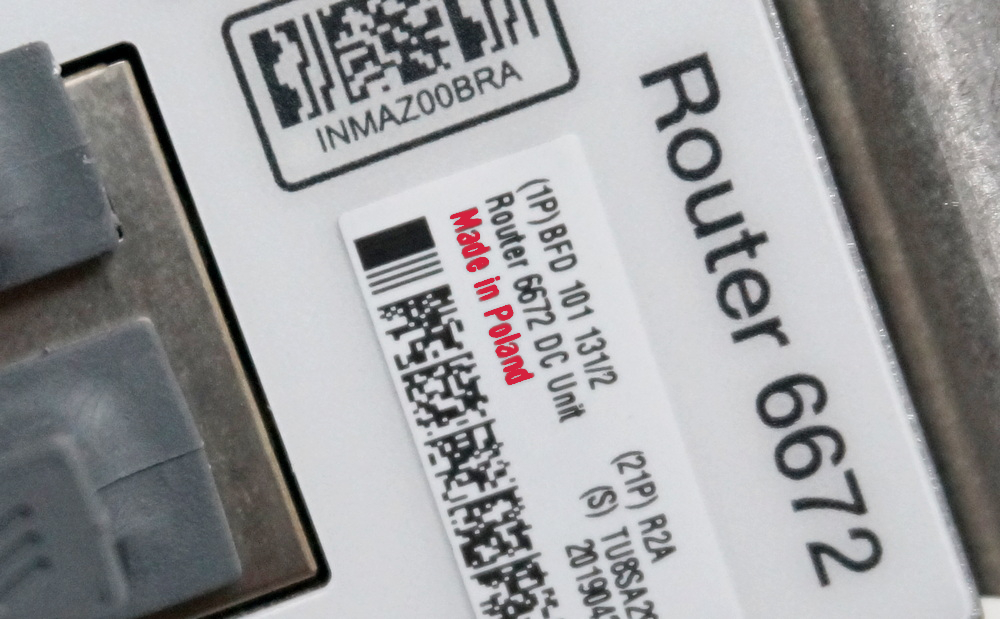 INMAZ00BRA
Router 6672
(1P)BFD 101 131/2
Router 6672 DC Unit
Made in Poland
(21P) R2A
(S)